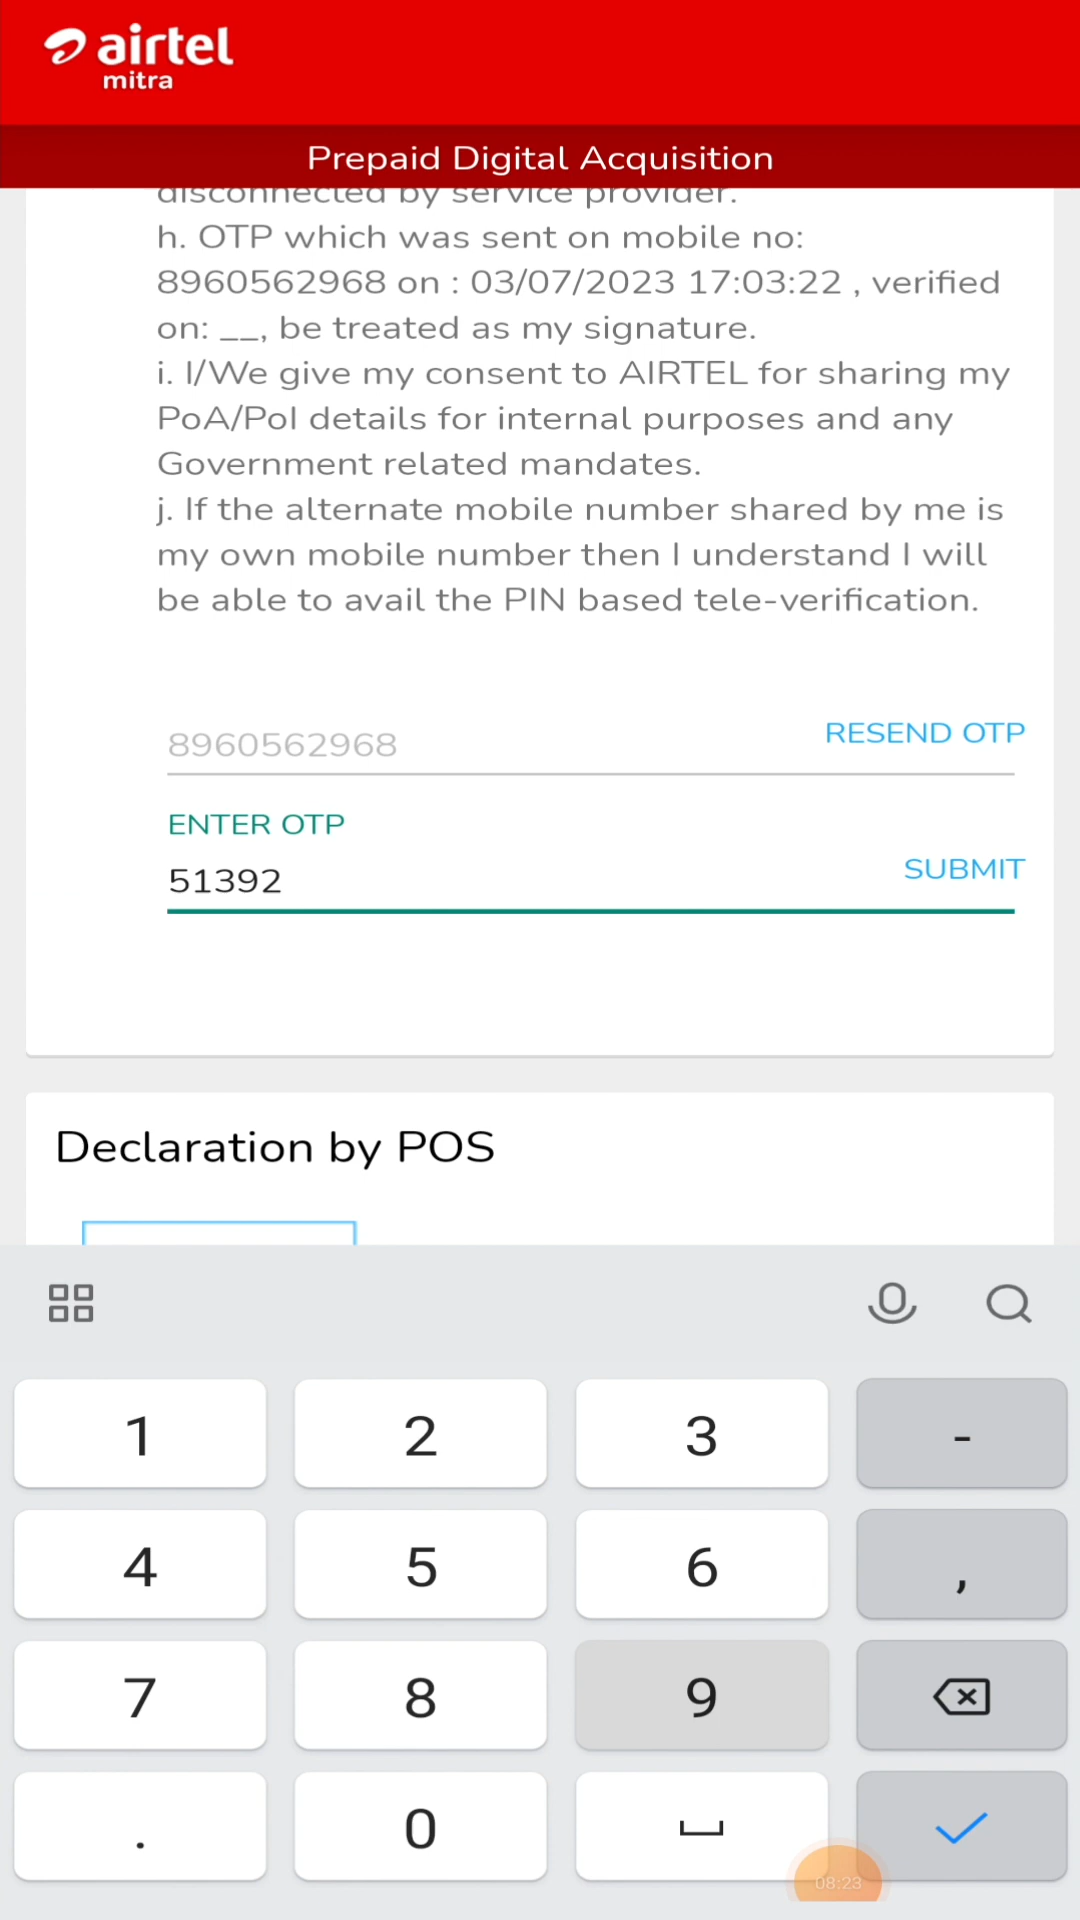 airtel
mitra
Prepaid Digital Acquisition
disconnected by service provider.
h. OTP which was sent on mobile no:
8960562968 on : 03/07/2023 17:03:22 , verified
on: __, be treated as my signature.
i. I/We give my consent to AIRTEL for sharing my
PoA/PoI details for internal purposes and any
Government related mandates.
j. If the alternate mobile number shared by me is
my own mobile number then I understand I will
be able to avail the PIN based tele-verification.
8960562968
RESEND OTP
ENTER OTP
51392
SUBMIT
Declaration by POS
1 2 3 -
4 5 6 ,
7 8 9
. 0
08:23